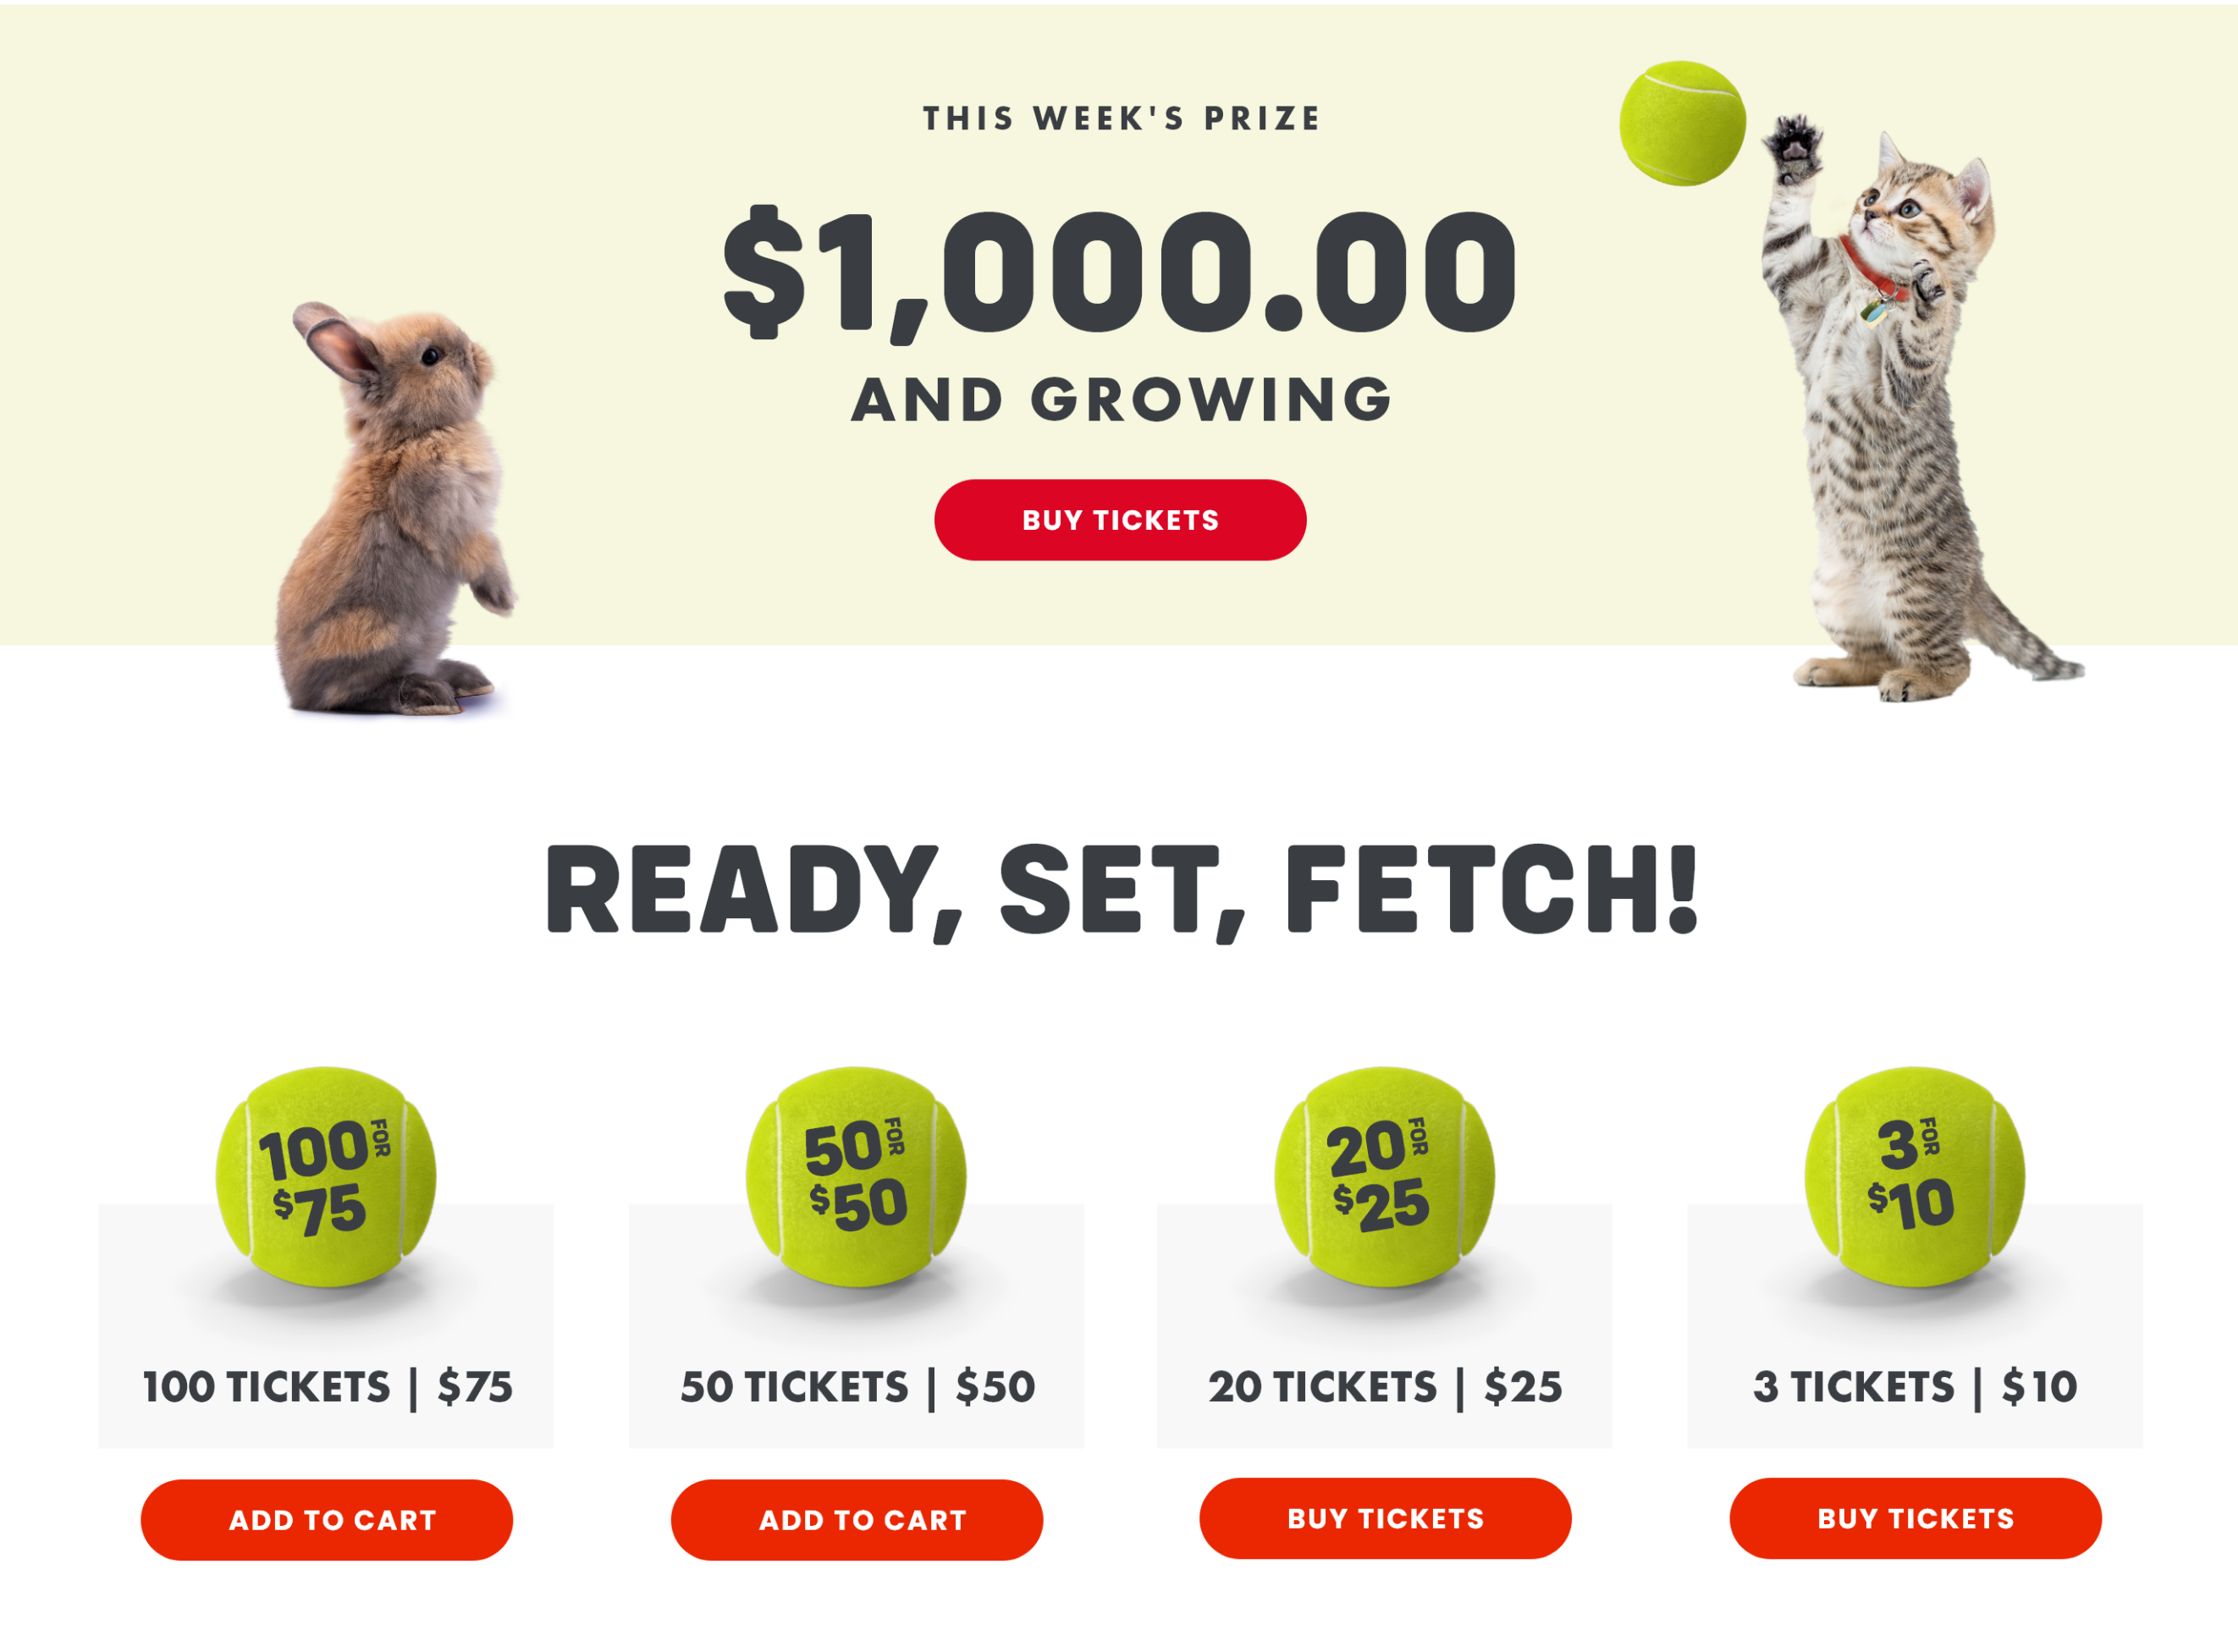 THIS WEEK'S PRIZE
$1,000.00
AND GROWING
BUY TICKETS
READY, SET, FETCH!
100 FOR
$75
50 FOR
$50
20 FOR
$25
3 FOR
$10
100 TICKETS | $75
50 TICKETS | $50
20 TICKETS | $25
3 TICKETS | $10
ADD TO CART
ADD TO CART
BUY TICKETS
BUY TICKETS